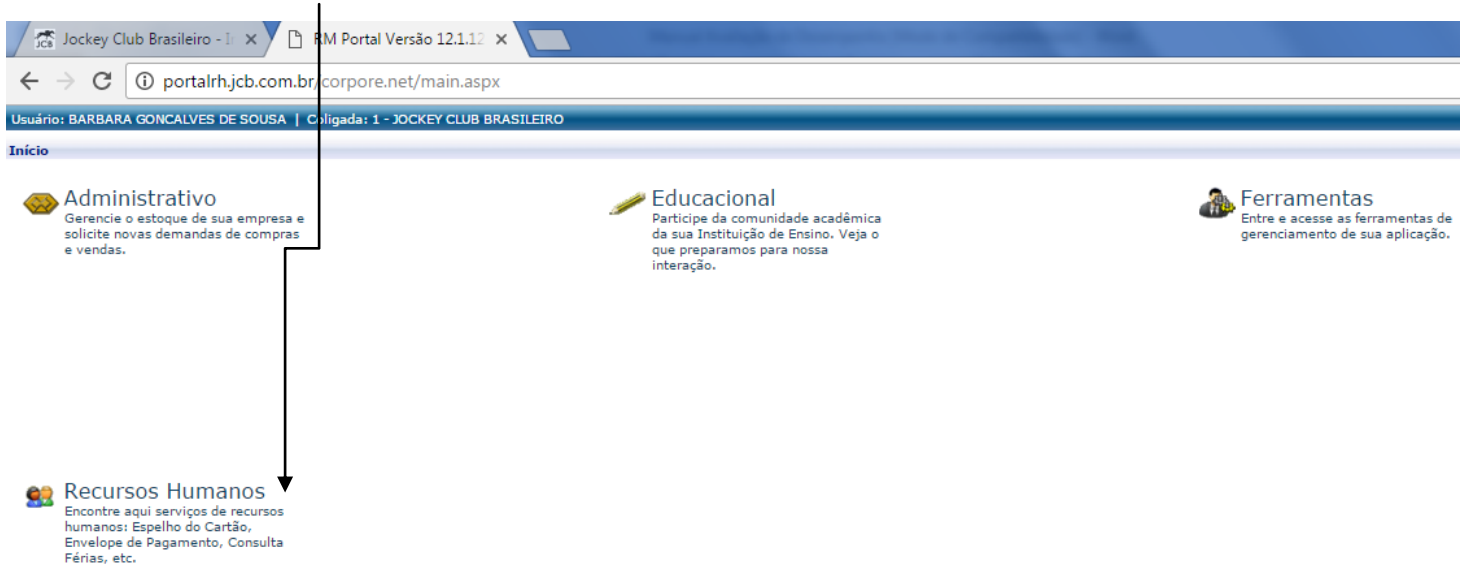 JCB Jockey Club Brasileiro - I RM Portal Versão 12.1.12
portalrh.jcb.com.br/corpore.net/main.aspx
Usuário: BARBARA GONCALVES DE SOUSA | Coligada: 1 - JOCKEY CLUB BRASILEIRO
Início
Administrativo
Gerencie o estoque de sua empresa e
solicite novas demandas de compras
e vendas.
Educacional
Participe da comunidade acadêmica
da sua Instituição de Ensino. Veja o
que preparamos para nossa
interação.
Ferramentas
Entre e acesse as ferramentas de
gerenciamento de sua aplicação.
Recursos Humanos
Encontre aqui serviços de recursos
humanos: Espelho do Cartão,
Envelope de Pagamento, Consulta
Férias, etc.